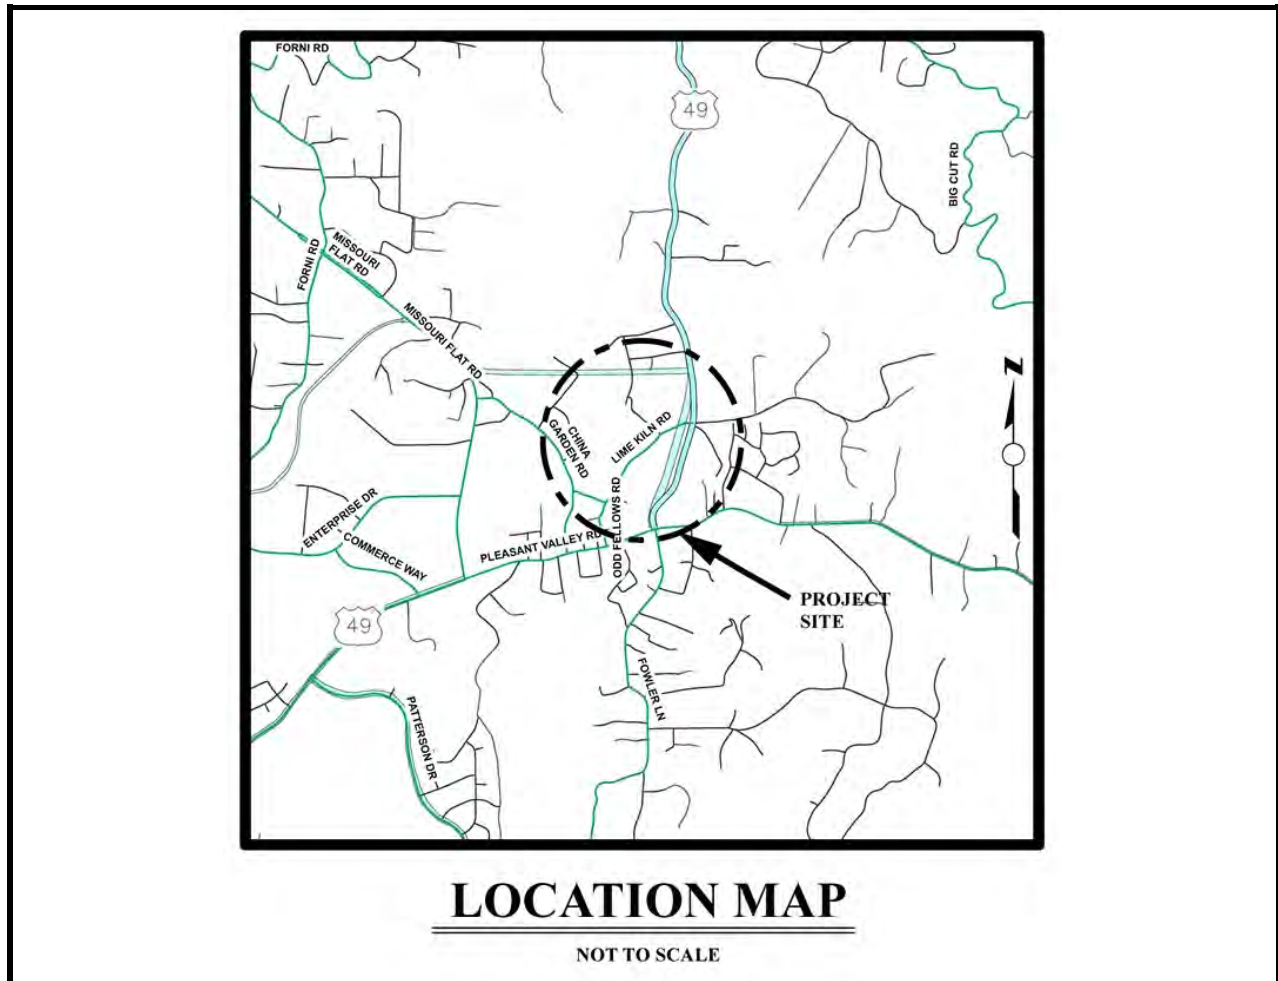 FORNI RD
49
BIG CUT RD
FORNI RD
MISSOURI
FLAT RD
MISSOURI FLAT RD
CHINA
GARDEN RD
LIME KILN RD
ENTERPRISE DR
COMMERCE WAY
PLEASANT VALLEY RD
ODD FELLOWS RD
N
PROJECT
SITE
49
FOWLER LN
PATTERSON DR
LOCATION MAP
NOT TO SCALE